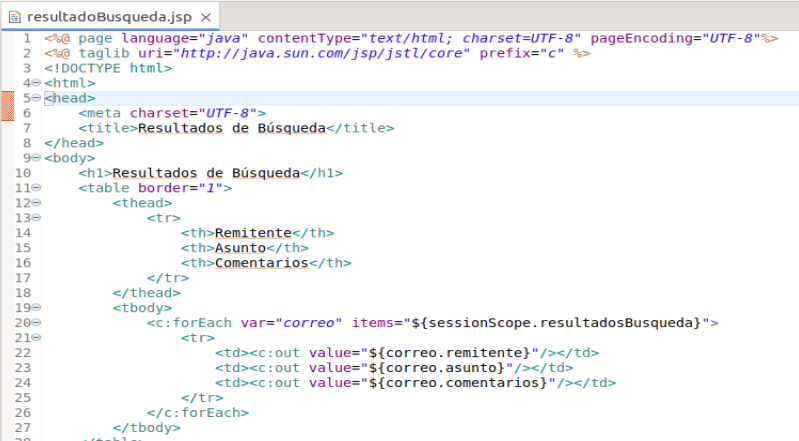 resultadoBusqueda.jsp
1 <%@ page language="java" contentType="text/html; charset=UTF-8" pageEncoding="UTF-8"%>
2 <%@ taglib uri="http://java.sun.com/jsp/jstl/core" prefix="c" %>
3 <!DOCTYPE html>
4 <html>
5 <head>
6     <meta charset="UTF-8">
7     <title>Resultados de Búsqueda</title>
8 </head>
9 <body>
10     <h1>Resultados de Búsqueda</h1>
11     <table border="1">
12         <thead>
13             <tr>
14                 <th>Remitente</th>
15                 <th>Asunto</th>
16                 <th>Comentarios</th>
17             </tr>
18         </thead>
19         <tbody>
20             <c:forEach var="correo" items="${sessionScope.resultadosBusqueda}">
21                 <tr>
22                     <td><c:out value="${correo.remitente}"/></td>
23                     <td><c:out value="${correo.asunto}"/></td>
24                     <td><c:out value="${correo.comentarios}"/></td>
25                 </tr>
26             </c:forEach>
27         </tbody>